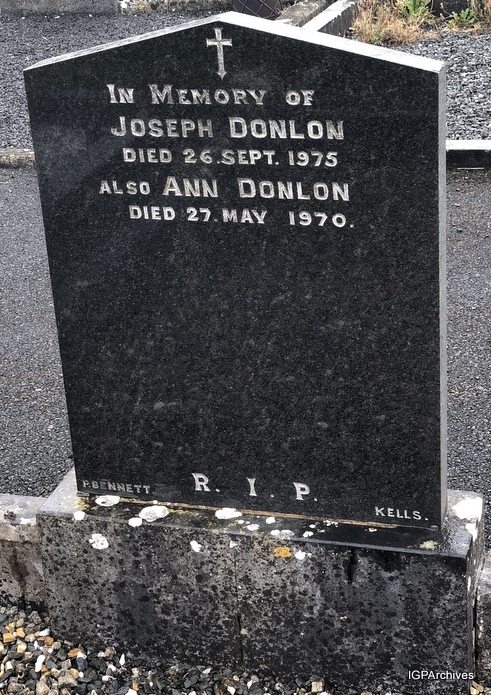 In Memory of
Joseph Donlon
DIED 26.SEPT. 1975
ALSO Ann Donlon
DIED 27.MAY 1970.
R. I. P.
P.BENNETT.
KELLS.
IGPArchives